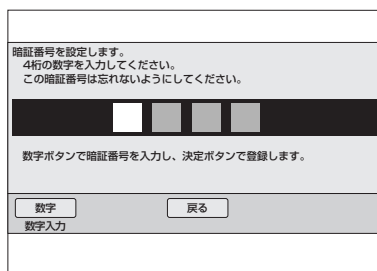 暗証番号を設定します。
4桁の数字を入力してください。
この暗証番号は忘れないようにしてください。
数字ボタンで暗証番号を入力し、決定ボタンで登録します。
数字
戻る
数字入力